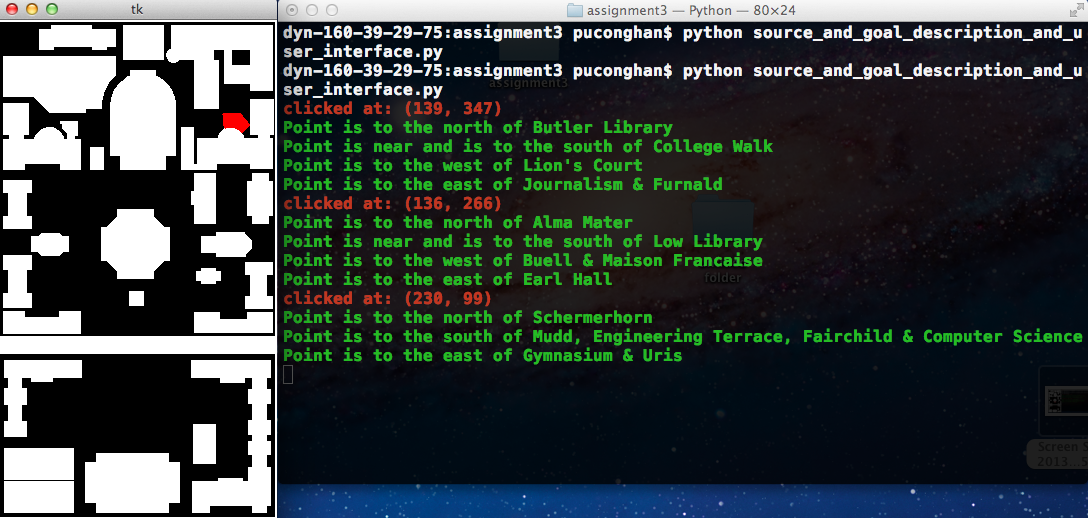 tk
assignment3 — Python — 80×24
dyn-160-39-29-75:assignment3 puconghan$ python source_and_goal_description_and_u
ser_interface.py
dyn-160-39-29-75:assignment3 puconghan$ python source_and_goal_description_and_u
ser_interface.py
assignment3
clicked at: (139, 347)
Point is to the north of Butler Library
Point is near and is to the south of College Walk
Point is to the west of Lion's Court
Point is to the east of Journalism & Furnald
clicked at: (136, 266)
Point is to the north of Alma Mater
Point is near and is to the south of Low Library
Point is to the west of Buell & Maison Francaise
Point is to the east of Earl Hall
folder
clicked at: (230, 99)
Point is to the north of Schermerhorn
Point is to the south of Mudd, Engineering Terrace, Fairchild & Computer Science
Point is to the east of Gymnasium & Uris
Screen S
2013...5